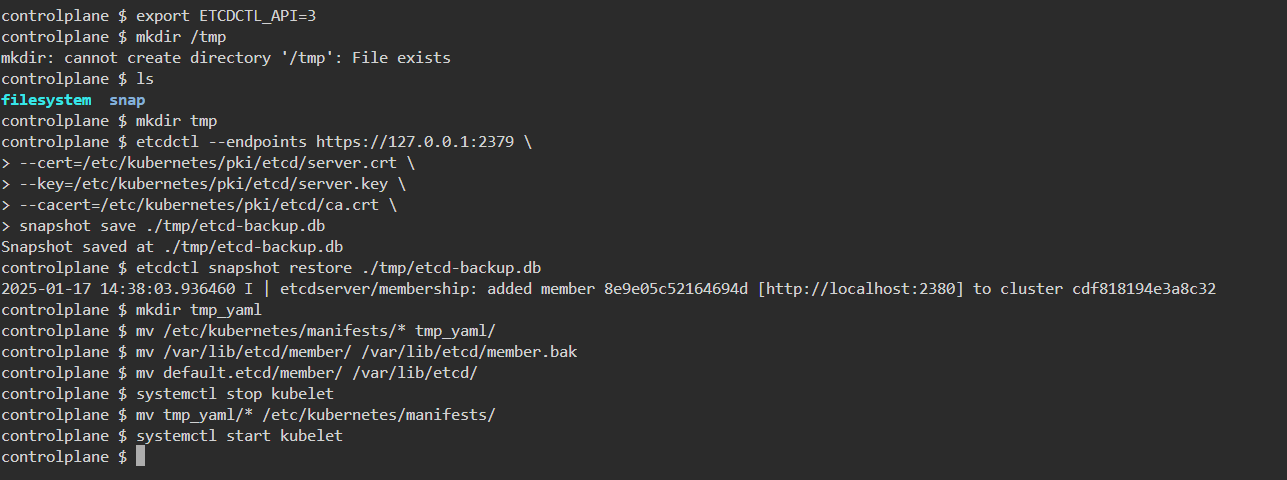 controlplane $ export ETCDCTL_API=3
controlplane $ mkdir /tmp
mkdir: cannot create directory '/tmp': File exists
controlplane $ ls
filesystem  snap
controlplane $ mkdir tmp
controlplane $ etcdctl --endpoints https://127.0.0.1:2379 \
> --cert=/etc/kubernetes/pki/etcd/server.crt \
> --key=/etc/kubernetes/pki/etcd/server.key \
> --cacert=/etc/kubernetes/pki/etcd/ca.crt \
> snapshot save ./tmp/etcd-backup.db
Snapshot saved at ./tmp/etcd-backup.db
controlplane $ etcdctl snapshot restore ./tmp/etcd-backup.db
2025-01-17 14:38:03.936460 I | etcdserver/membership: added member 8e9e05c52164694d [http://localhost:2380] to cluster cdf818194e3a8c32
controlplane $ mkdir tmp_yaml
controlplane $ mv /etc/kubernetes/manifests/* tmp_yaml/
controlplane $ mv /var/lib/etcd/member/ /var/lib/etcd/member.bak
controlplane $ mv default.etcd/member/ /var/lib/etcd/
controlplane $ systemctl stop kubelet
controlplane $ mv tmp_yaml/* /etc/kubernetes/manifests/
controlplane $ systemctl start kubelet
controlplane $